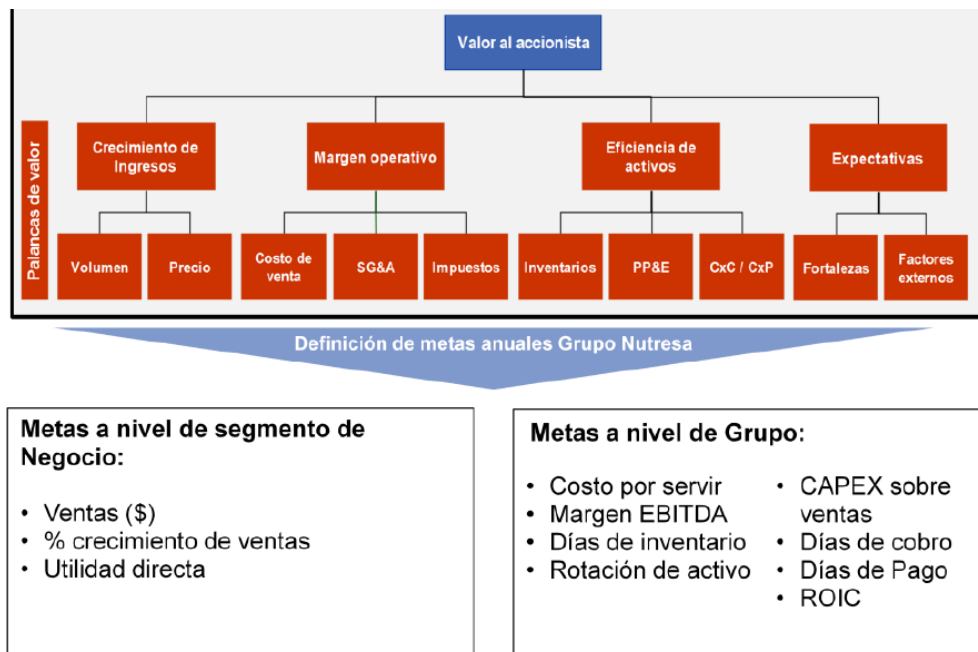 Valor al accionista
Palancas de valor
Crecimiento de
Ingresos
Margen operativo
Eficiencia de
activos
Expectativas
Volumen
Precio
Costo de
venta
SG&A
Impuestos
Inventarios
PP&E
CxC / CxP
Fortalezas
Factores
externos
Definición de metas anuales Grupo Nutresa
Metas a nivel de segmento de
Negocio:
• Ventas ($)
• % crecimiento de ventas
• Utilidad directa
Metas a nivel de Grupo:
• Costo por servir
• Margen EBITDA
• Días de inventario
• Rotación de activo
• CAPEX sobre
ventas
• Días de cobro
• Días de Pago
• ROIC